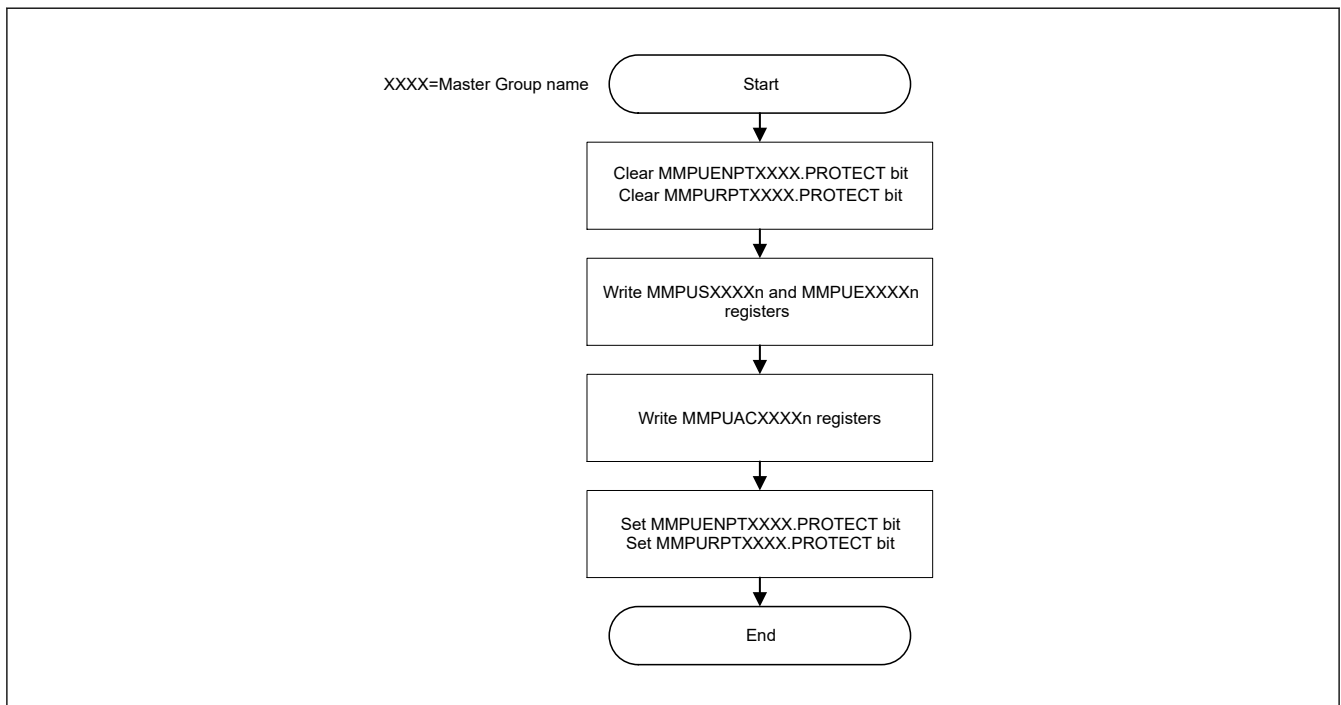 XXXX=Master Group name
Start
Clear MMPUENPTXXXX.PROTECT bit
Clear MMPURPTXXXX.PROTECT bit
Write MMPUSXXXXn and MMPUEXXXXn
registers
Write MMPUACXXXXn registers
Set MMPUENPTXXXX.PROTECT bit
Set MMPURPTXXXX.PROTECT bit
End